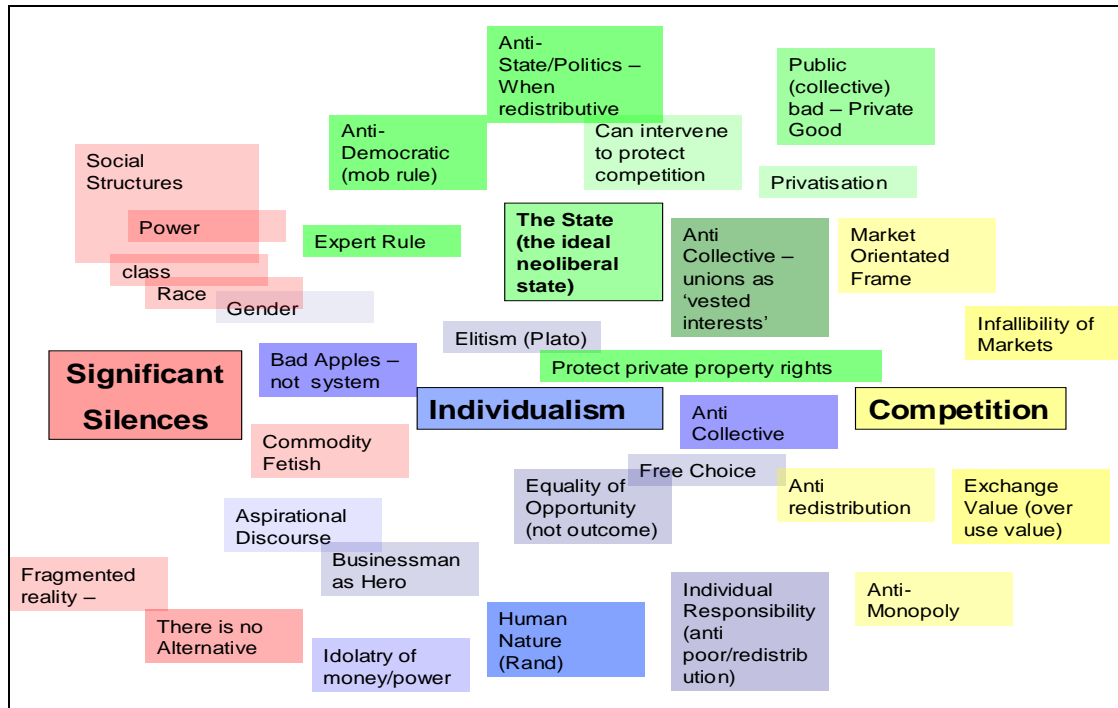 Anti-
State/Politics –
When
redistributive
Public
(collective)
bad – Private
Good
Anti-
Democratic
(mob rule)
Can intervene
to protect
competition
Social
Structures
Privatisation
Power
Expert Rule
The State
(the ideal
neoliberal
state)
Anti
Collective –
unions as
‘vested
interests’
Market
Orientated
Frame
class
Race
Gender
Elitism (Plato)
Infallibility of
Markets
Bad Apples –
not system
Protect private property rights
Significant
Silences
Individualism
Anti
Collective
Competition
Commodity
Fetish
Free Choice
Equality of
Opportunity
(not outcome)
Anti
redistribution
Exchange
Value (over
use value)
Aspirational
Discourse
Businessman
as Hero
Fragmented
reality –
There is no
Alternative
Idolatry of
money/power
Human
Nature
(Rand)
Individual
Responsibility
(anti
poor/redistrib
ution)
Anti-
Monopoly